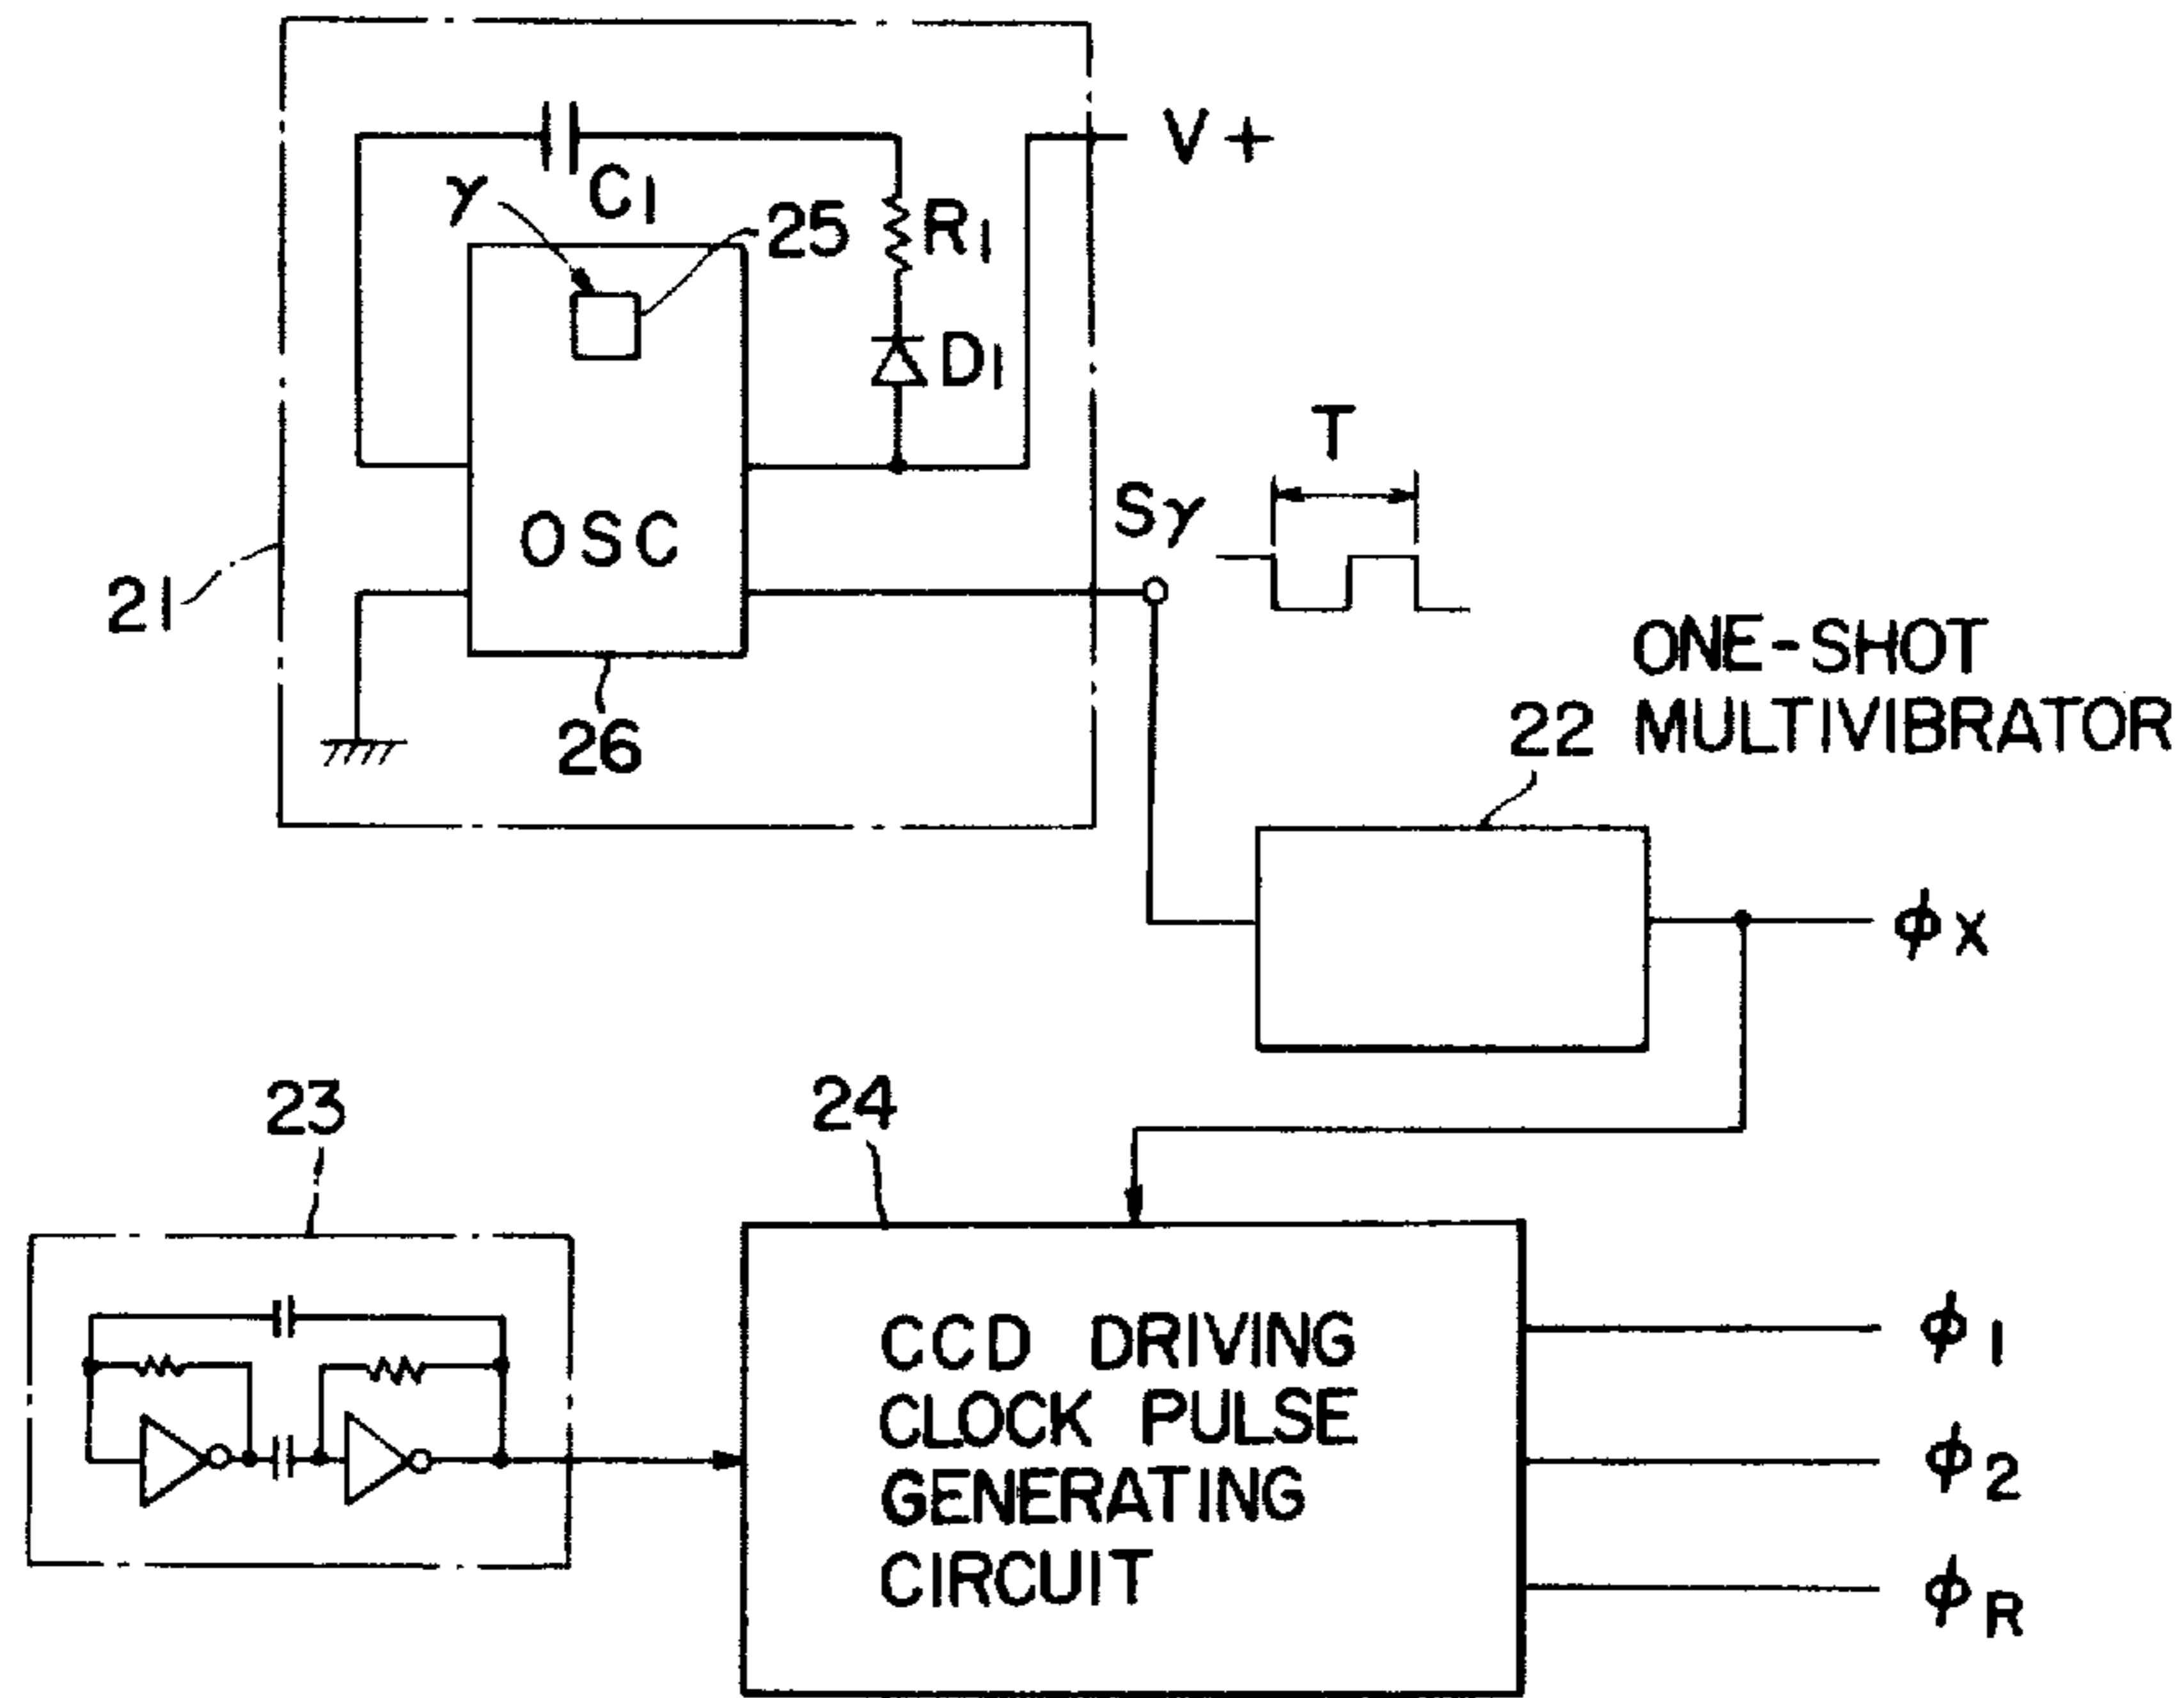 V+
C1
γ
25
R1
D1
T
OSC
Sγ
21
26
ONE-SHOT
22 MULTIVIBRATOR
ϕX
23
24
CCD DRIVING
CLOCK PULSE
GENERATING
CIRCUIT
ϕ1
ϕ2
ϕR